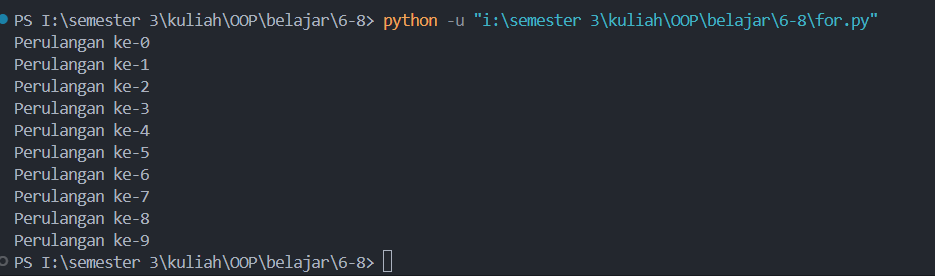 PS I:\semester 3\kuliah\OOP\belajar\6-8> python -u "i:\semester 3\kuliah\OOP\belajar\6-8\for.py"
Perulangan ke-0
Perulangan ke-1
Perulangan ke-2
Perulangan ke-3
Perulangan ke-4
Perulangan ke-5
Perulangan ke-6
Perulangan ke-7
Perulangan ke-8
Perulangan ke-9
PS I:\semester 3\kuliah\OOP\belajar\6-8>